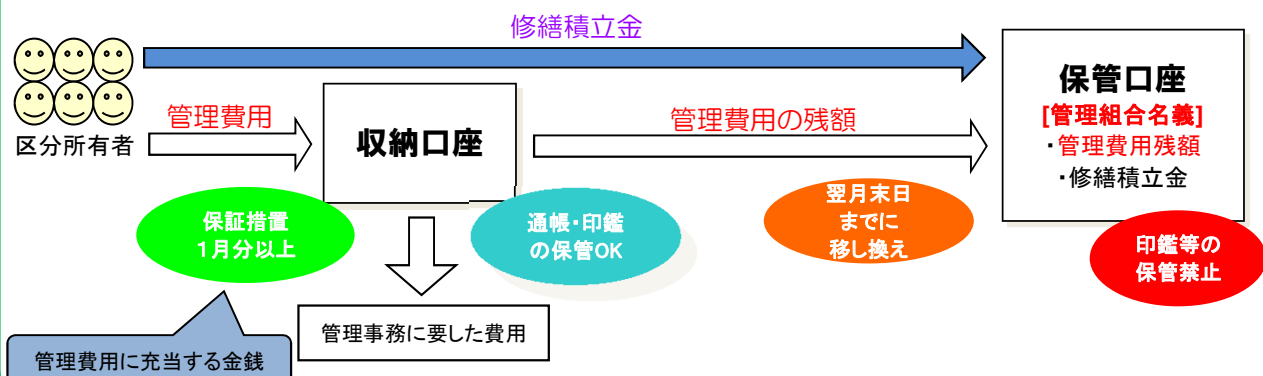 修繕積立金
区分所有者
管理費用
収納口座
管理費用の残額
保管口座
[管理組合名義]
・管理費用残額
・修繕積立金
保証措置
1月分以上
通帳・印鑑
の保管OK
翌月末日
までに
移し換え
印鑑等の
保管禁止
管理事務に要した費用
管理費用に充当する金銭